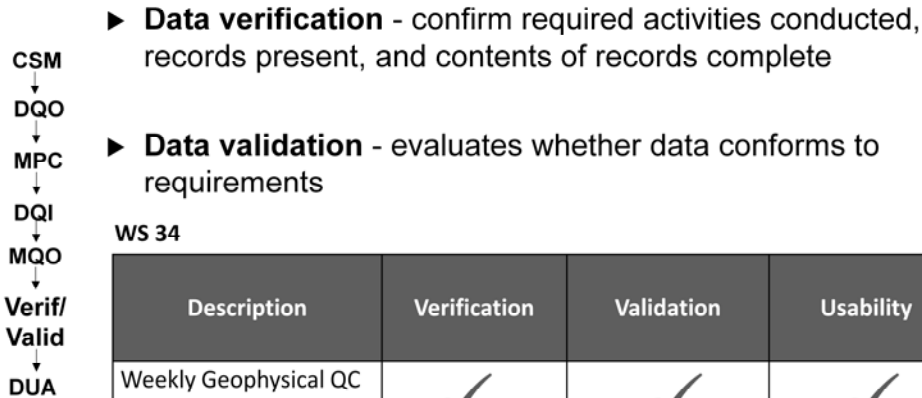 ▶ Data verification - confirm required activities conducted,
records present, and contents of records complete
▶ Data validation - evaluates whether data conforms to
requirements
CSM
DQO
MPC
DQI
MQO
Verif/
Valid
DUA
WS 34
Description Verification Validation Usability
Weekly Geophysical QC